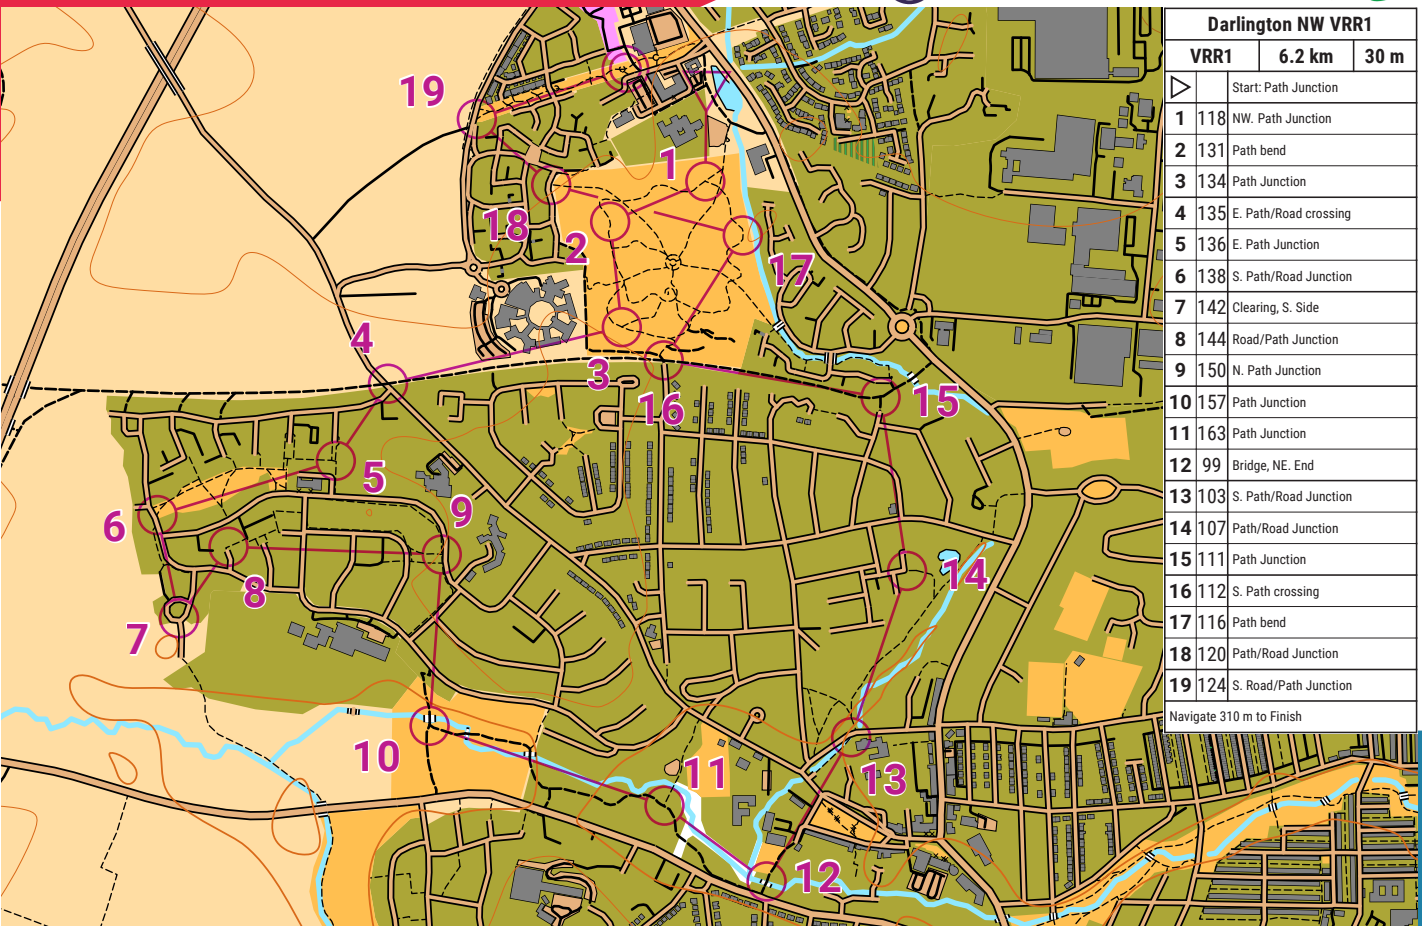 Darlington NW VRR1
VRR1 6.2 km 30 m
Start: Path Junction
1 118 NW. Path Junction
2 131 Path bend
3 134 Path Junction
4 135 E. Path/Road crossing
5 136 E. Path Junction
6 138 S. Path/Road Junction
7 142 Clearing, S. Side
8 144 Road/Path Junction
9 150 N. Path Junction
10 157 Path Junction
11 163 Path Junction
12 99 Bridge, NE. End
13 103 S. Path/Road Junction
14 107 Path/Road Junction
15 111 Path Junction
16 112 S. Path crossing
17 116 Path bend
18 120 Path/Road Junction
19 124 S. Road/Path Junction
Navigate 310 m to Finish
19
1
18
2
17
4
3
16
15
5
9
6
14
8
7
10
11
13
12